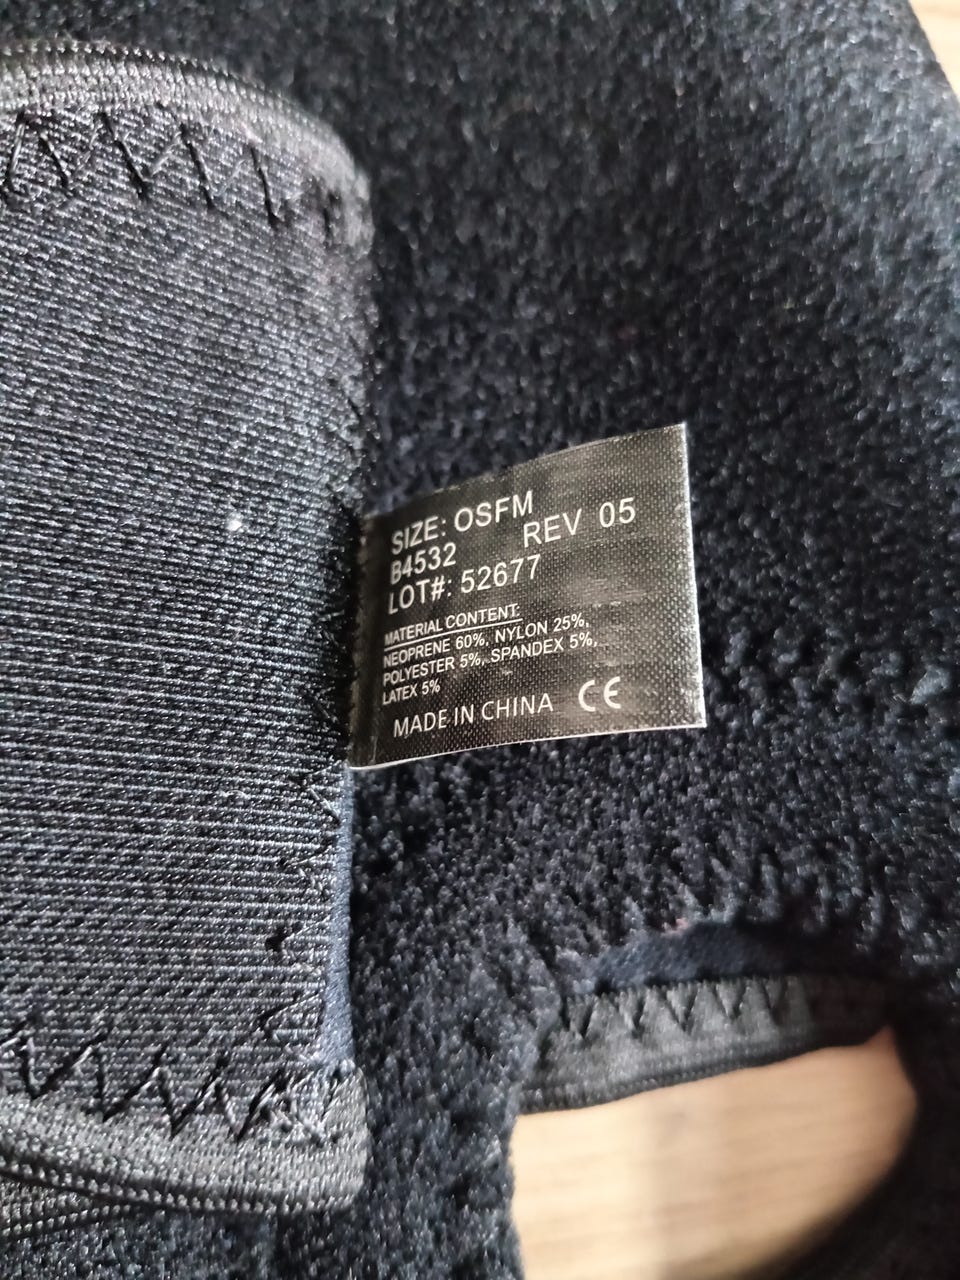 SIZE: OSFM
B4532 REV 05
LOT#: 52677
MATERIAL CONTENT:
NEOPRENE 60%, NYLON 25%,
POLYESTER 5%, SPANDEX 5%,
LATEX 5%
MADE IN CHINA CE